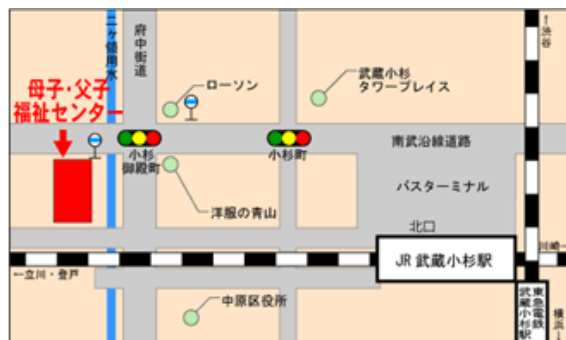 二ヶ領用水
府中街道
↑渋谷
ローソン
武蔵小杉
タワープレイス
母子・父子
福祉センター
小杉
御殿町
小杉町
南武沿線道路
バスターミナル
洋服の青山
北口
JR 武蔵小杉駅
川崎→
←立川・登戸
中原区役所
東急電鉄
武蔵小杉駅
横浜↓